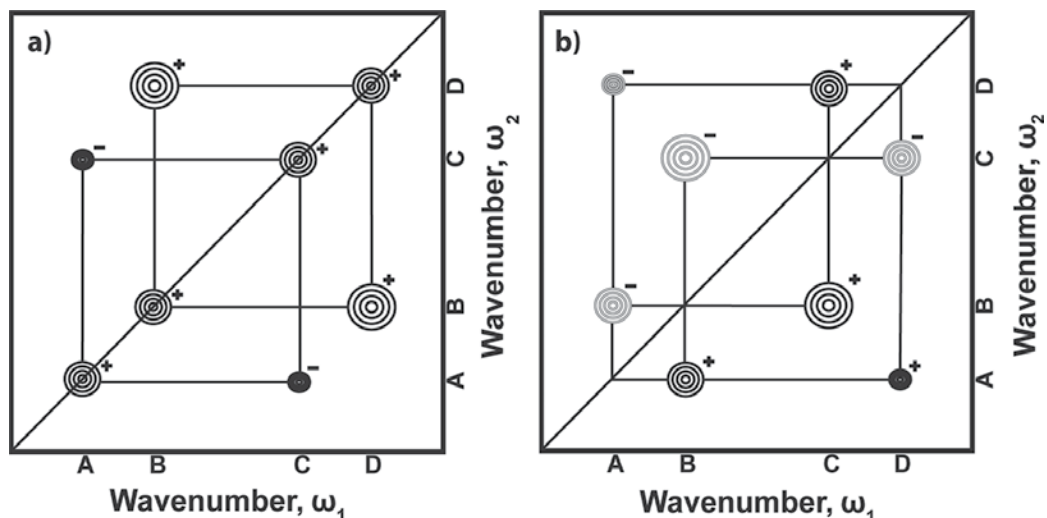 a)
+
+
-
+
+
+
+
-
D
C
B
A
Wavenumber, ω2
A B C D
Wavenumber, ω1
b)
-
+
-
-
-
+
+
+
D
C
B
A
Wavenumber, ω2
A B C D
Wavenumber, ω1